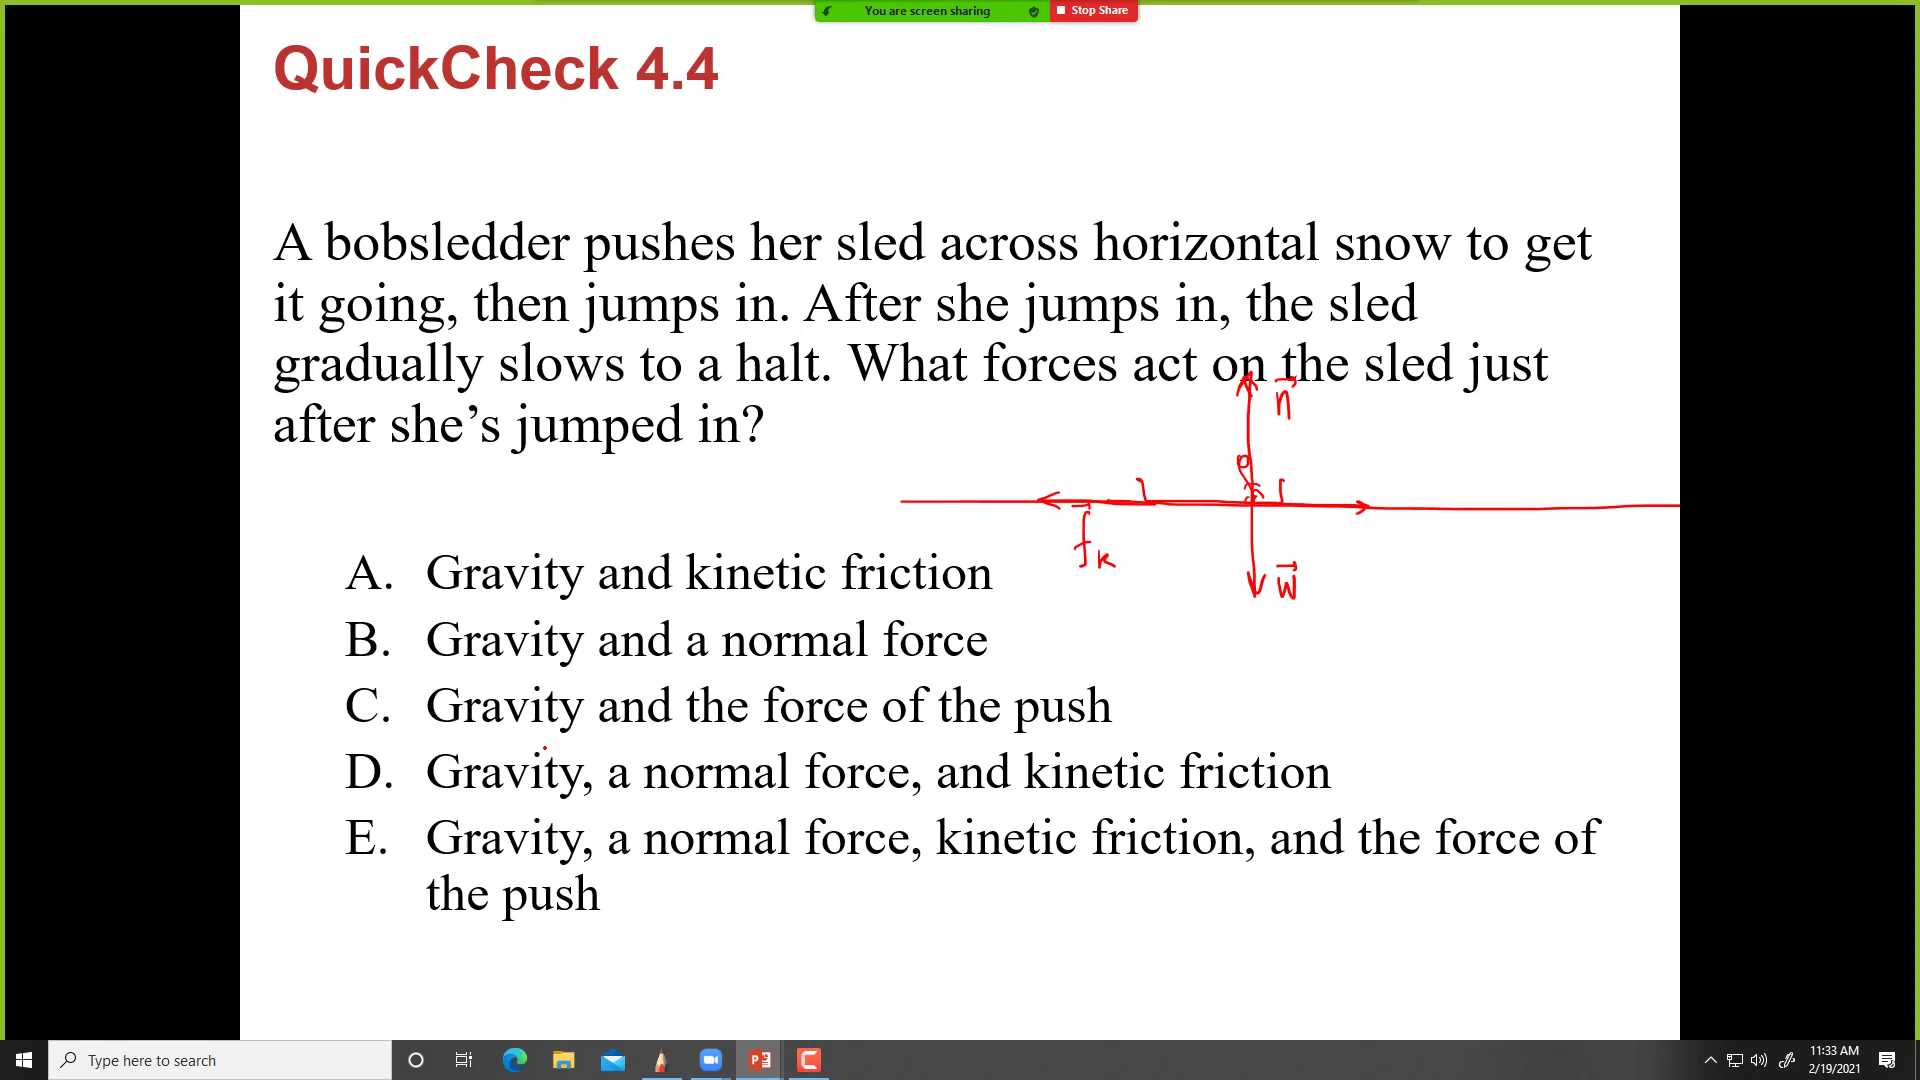 You are screen sharing
Stop Share
QuickCheck 4.4
A bobsledder pushes her sled across horizontal snow to get
it going, then jumps in. After she jumps in, the sled
gradually slows to a halt. What forces act on the sled just
after she’s jumped in?
n
f k
w
A. Gravity and kinetic friction
B. Gravity and a normal force
C. Gravity and the force of the push
D. Gravity, a normal force, and kinetic friction
E. Gravity, a normal force, kinetic friction, and the force of
the push
Type here to search
11:33 AM
2/19/2021